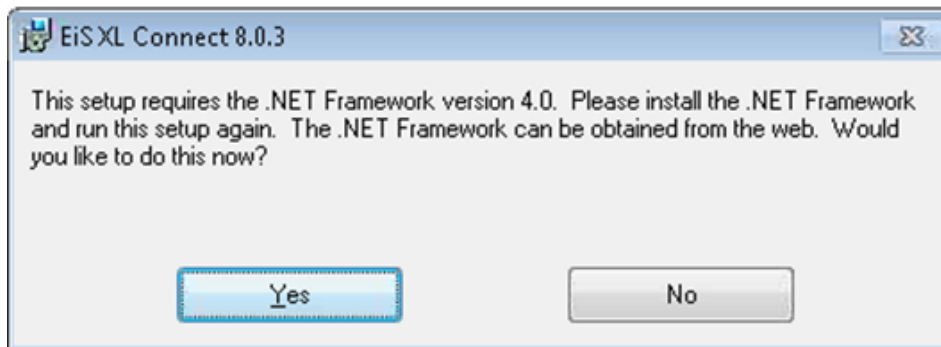 EiS XL Connect 8.0.3
This setup requires the .NET Framework version 4.0.  Please install the .NET Framework
and run this setup again.  The .NET Framework can be obtained from the web.  Would
you like to do this now?
Yes
No